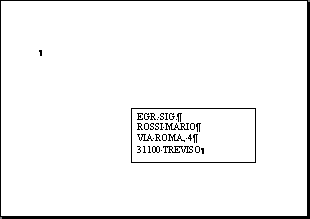 ¶
EGR.·SIG.¶
ROSSI·MARIO¶
VIA·ROMA,·4¶
31100·TREVISO¶